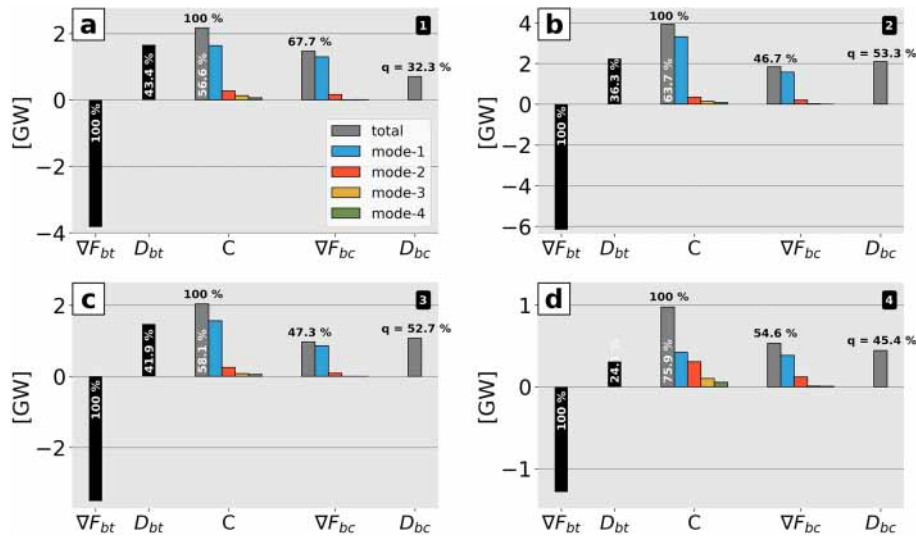 a
1
100 %
67.7 %
q = 32.3 %
100 %
43.4 %
56.6 %
[GW]
2
0
−2
−4
total
mode-1
mode-2
mode-3
mode-4
∇F_bt D_bt C ∇F_bc D_bc
b
2
100 %
46.7 %
q = 53.3 %
100 %
36.3 %
63.7 %
[GW]
4
2
0
−2
−4
−6
∇F_bt D_bt C ∇F_bc D_bc
c
3
100 %
47.3 %
q = 52.7 %
100 %
41.9 %
58.1 %
[GW]
2
0
−2
∇F_bt D_bt C ∇F_bc D_bc
d
4
100 %
54.6 %
q = 45.4 %
100 %
24.
75.9 %
[GW]
1
0
−1
∇F_bt D_bt C ∇F_bc D_bc